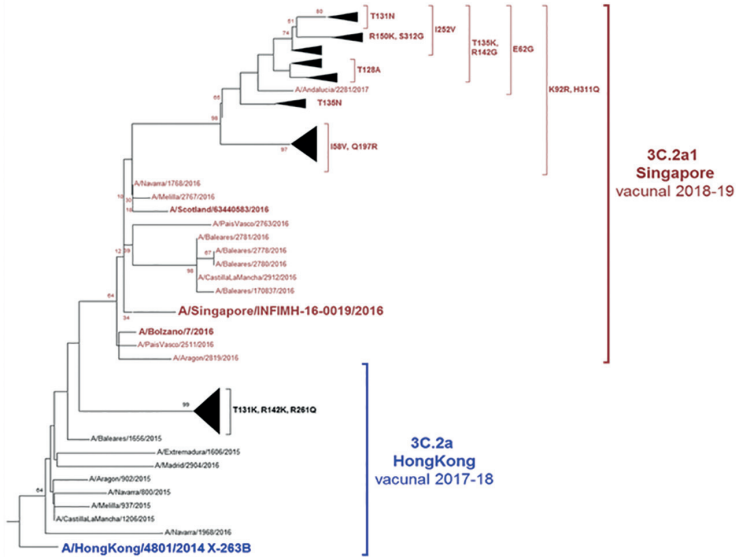 80
T131N
51
74
R150K, S312G
I252V
T135K,
R142G
E62G
T128A
A/Andalucia/2281/2017
K92R, H311Q
T135N
98
97
I58V, Q197R
3C.2a1
Singapore
vacunal 2018-19
A/Navarra/1768/2016
A/Melilla/2767/2016
A/Scotland/63440583/2016
A/PaisVasco/2763/2016
A/Baleares/2781/2016
A/Baleares/2778/2016
67
A/Baleares/2780/2016
98
A/CastillaLaMancha/2912/2016
A/Baleares/170837/2016
64
A/Singapore/INFIMH-16-0019/2016
A/Bolzano/7/2016
A/PaisVasco/2511/2016
A/Aragon/2819/2016
99
T131K, R142K, R261Q
3C.2a
HongKong
vacunal 2017-18
A/Baleares/1656/2015
A/Extremadura/1606/2015
A/Madrid/2904/2016
A/Aragon/902/2015
64
A/Navarra/800/2015
A/Melilla/937/2015
A/CastillaLaMancha/1206/2015
A/Navarra/1968/2016
A/HongKong/4801/2014 X-263B